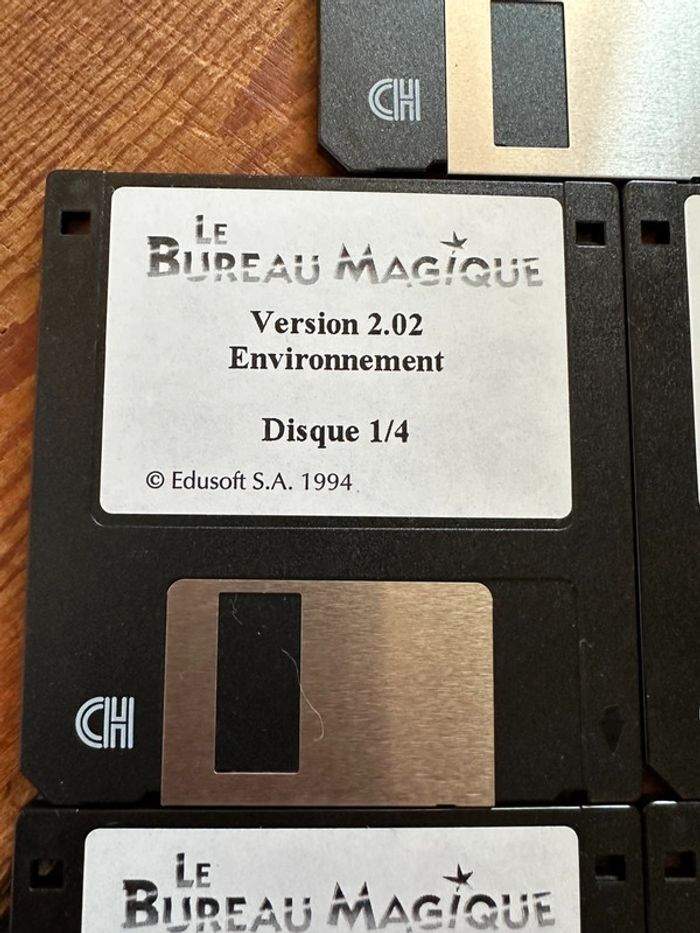 CH
LE
BUREAU MAGIQUE
Version 2.02
Environnement
Disque 1/4
© Edusoft S.A. 1994
CH
LE
BUREAU MAGIQUE